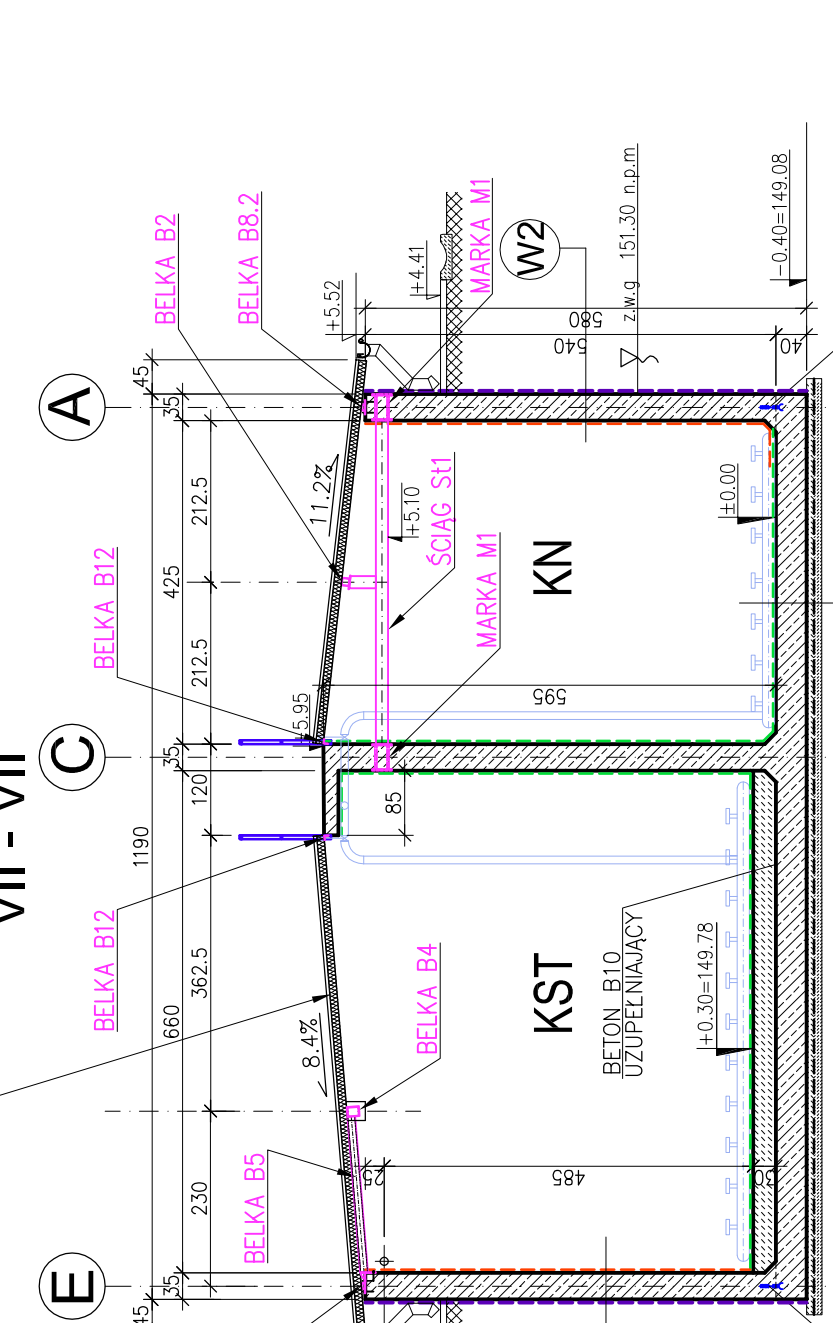 VII - VII
A
C
E
BELKA B2
BELKA B8.2
MARKA M1
W2
z.w.g 151.30 n.p.m
-0.40=149.08
+5.52
+4.41
580
540
40
45
35
212.5
425
212.5
11.2%
+5.10
ŚCIĄG St1
MARKA M1
KN
±0.00
595
BELKA B12
5.95
35
120
1190
85
BELKA B12
362.5
660
8.4%
BELKA B4
KST
BETON B10
UZUPEŁNIAJĄCY
+0.30=149.78
BELKA B5
230
25
485
30
35
45